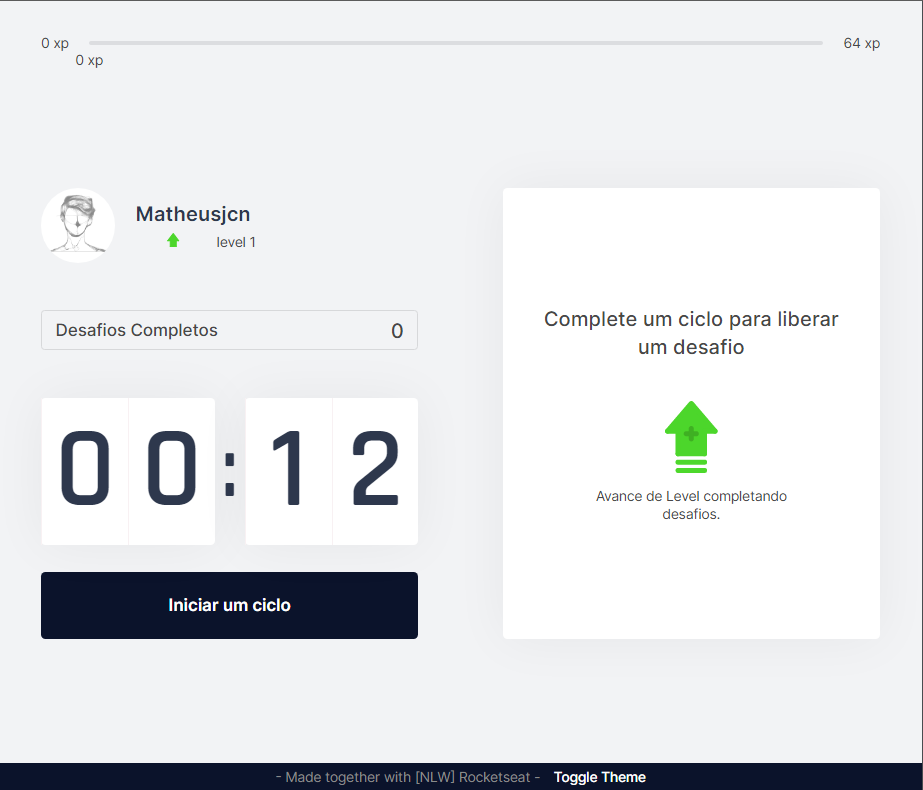 0 xp
64 xp
0 xp
Matheusjcn
level 1
Desafios Completos 0
00:12
Iniciar um ciclo
Complete um ciclo para liberar
um desafio
Avance de Level completando
desafios.
- Made together with [NLW] Rocketseat - Toggle Theme